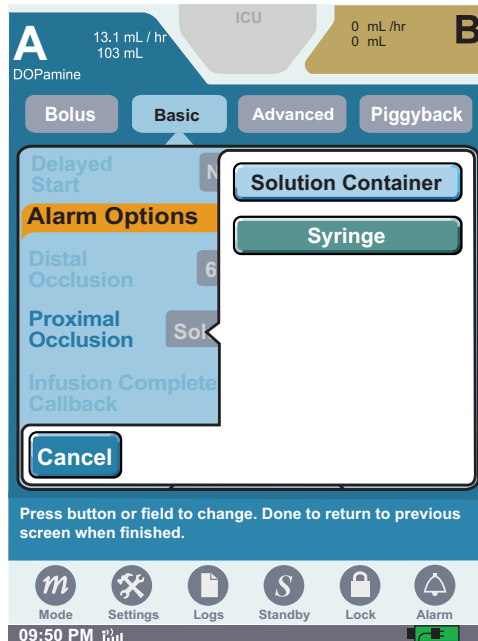 ICU
A
13.1 mL / hr
103 mL
DOPamine
0 mL /hr
0 mL
B
Bolus
Basic
Advanced
Piggyback
Delayed
Start
N
Alarm Options
Distal
Occlusion
6
Proximal
Occlusion
Sol
Infusion Complete
Callback
Solution Container
Syringe
Cancel
Press button or field to change. Done to return to previous
screen when finished.
m
S
Mode
Settings
Logs
Standby
Lock
Alarm
09:50 PM